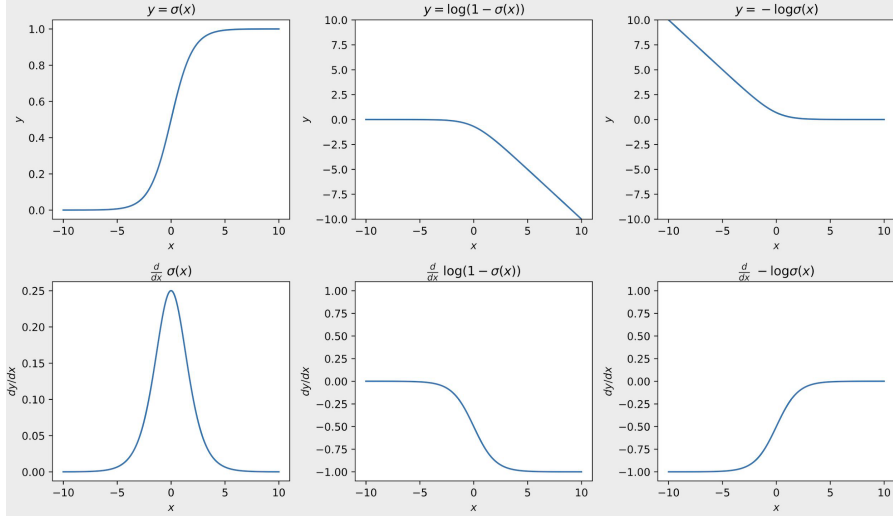 y = σ(x)
1.0
0.8
0.6
0.4
0.2
0.0
y
−10 −5 0 5 10
x
y = log(1 − σ(x))
10.0
7.5
5.0
2.5
0.0
−2.5
−5.0
−7.5
−10.0
y
−10 −5 0 5 10
x
y = − logσ(x)
10.0
7.5
5.0
2.5
0.0
−2.5
−5.0
−7.5
−10.0
y
−10 −5 0 5 10
x
d/dx σ(x)
0.25
0.20
0.15
0.10
0.05
0.00
dy/dx
−10 −5 0 5 10
x
d/dx log(1 − σ(x))
1.00
0.75
0.50
0.25
0.00
−0.25
−0.50
−0.75
−1.00
dy/dx
−10 −5 0 5 10
x
d/dx − logσ(x)
1.00
0.75
0.50
0.25
0.00
−0.25
−0.50
−0.75
−1.00
dy/dx
−10 −5 0 5 10
x